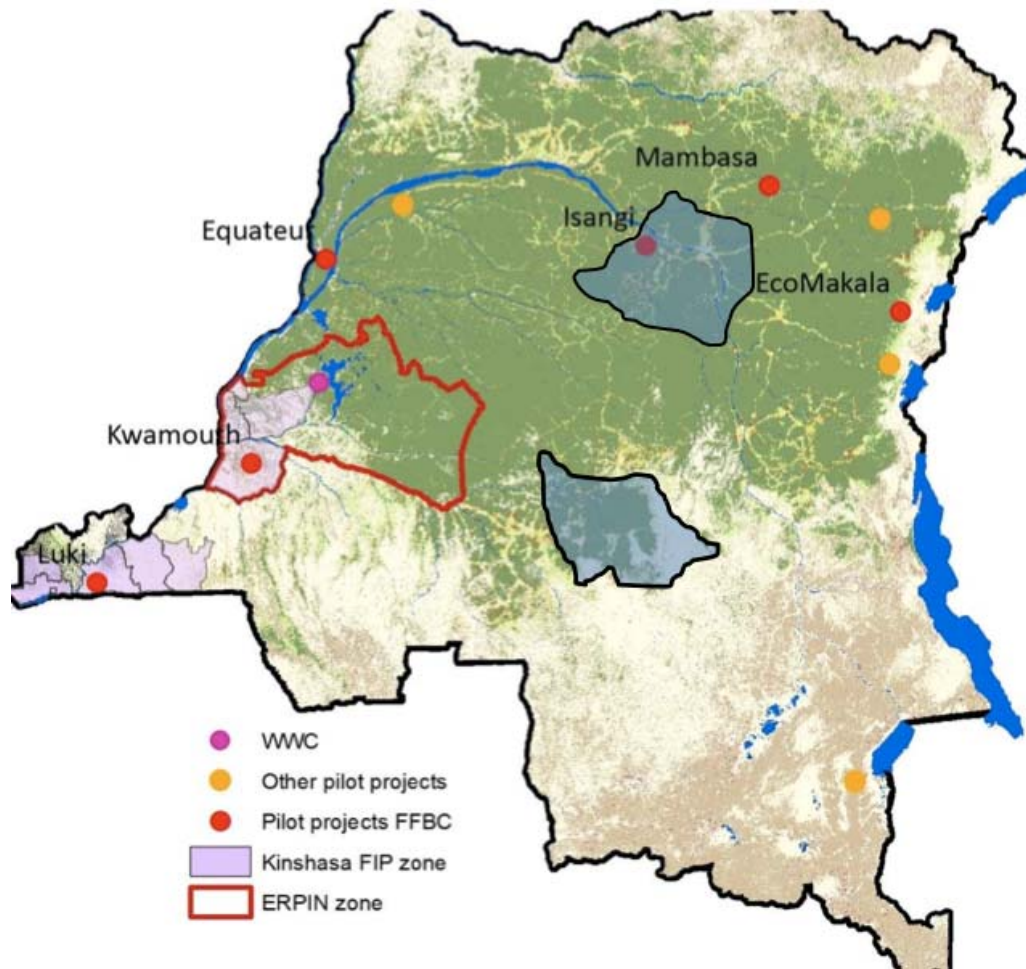 Mambasa
Isangi
Equateur
EcoMakala
Kwamouth
Luki
WWC
Other pilot projects
Pilot projects FFBC
Kinshasa FIP zone
ERPIN zone